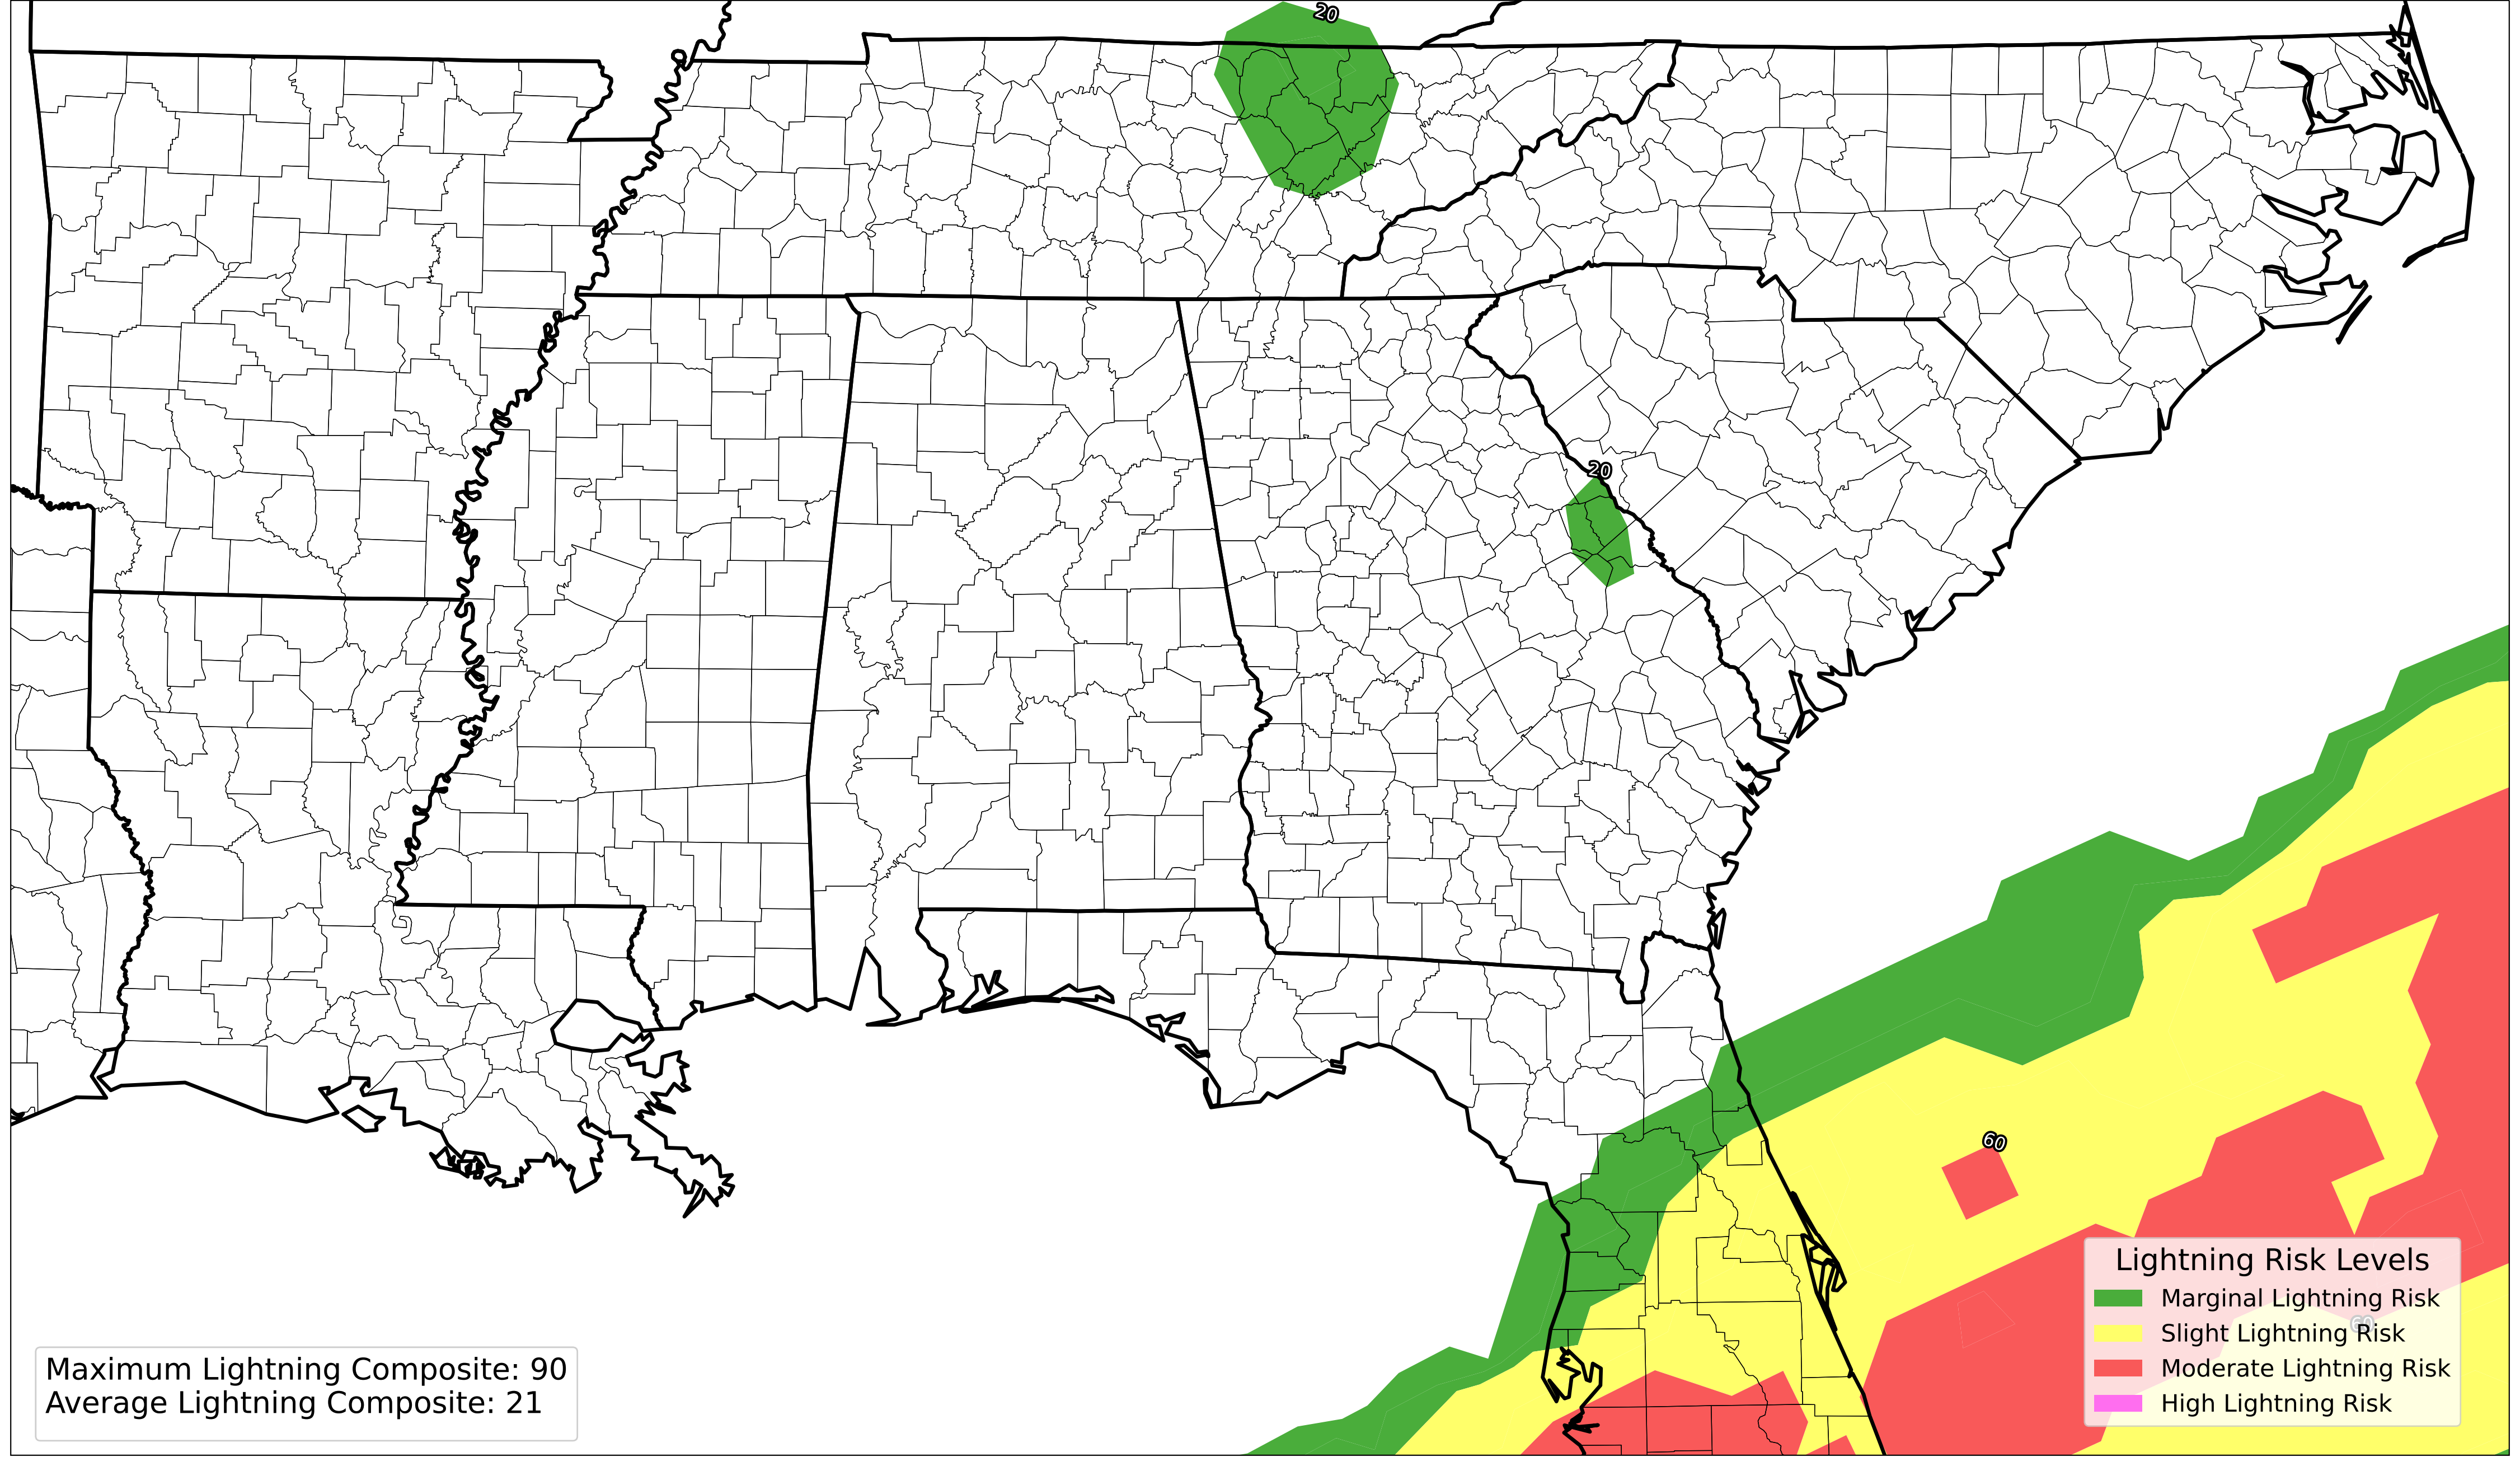 20
20
60
Lightning Risk Levels
Marginal Lightning Risk
Slight Lightning Risk
60
Moderate Lightning Risk
High Lightning Risk
Maximum Lightning Composite: 90
Average Lightning Composite: 21